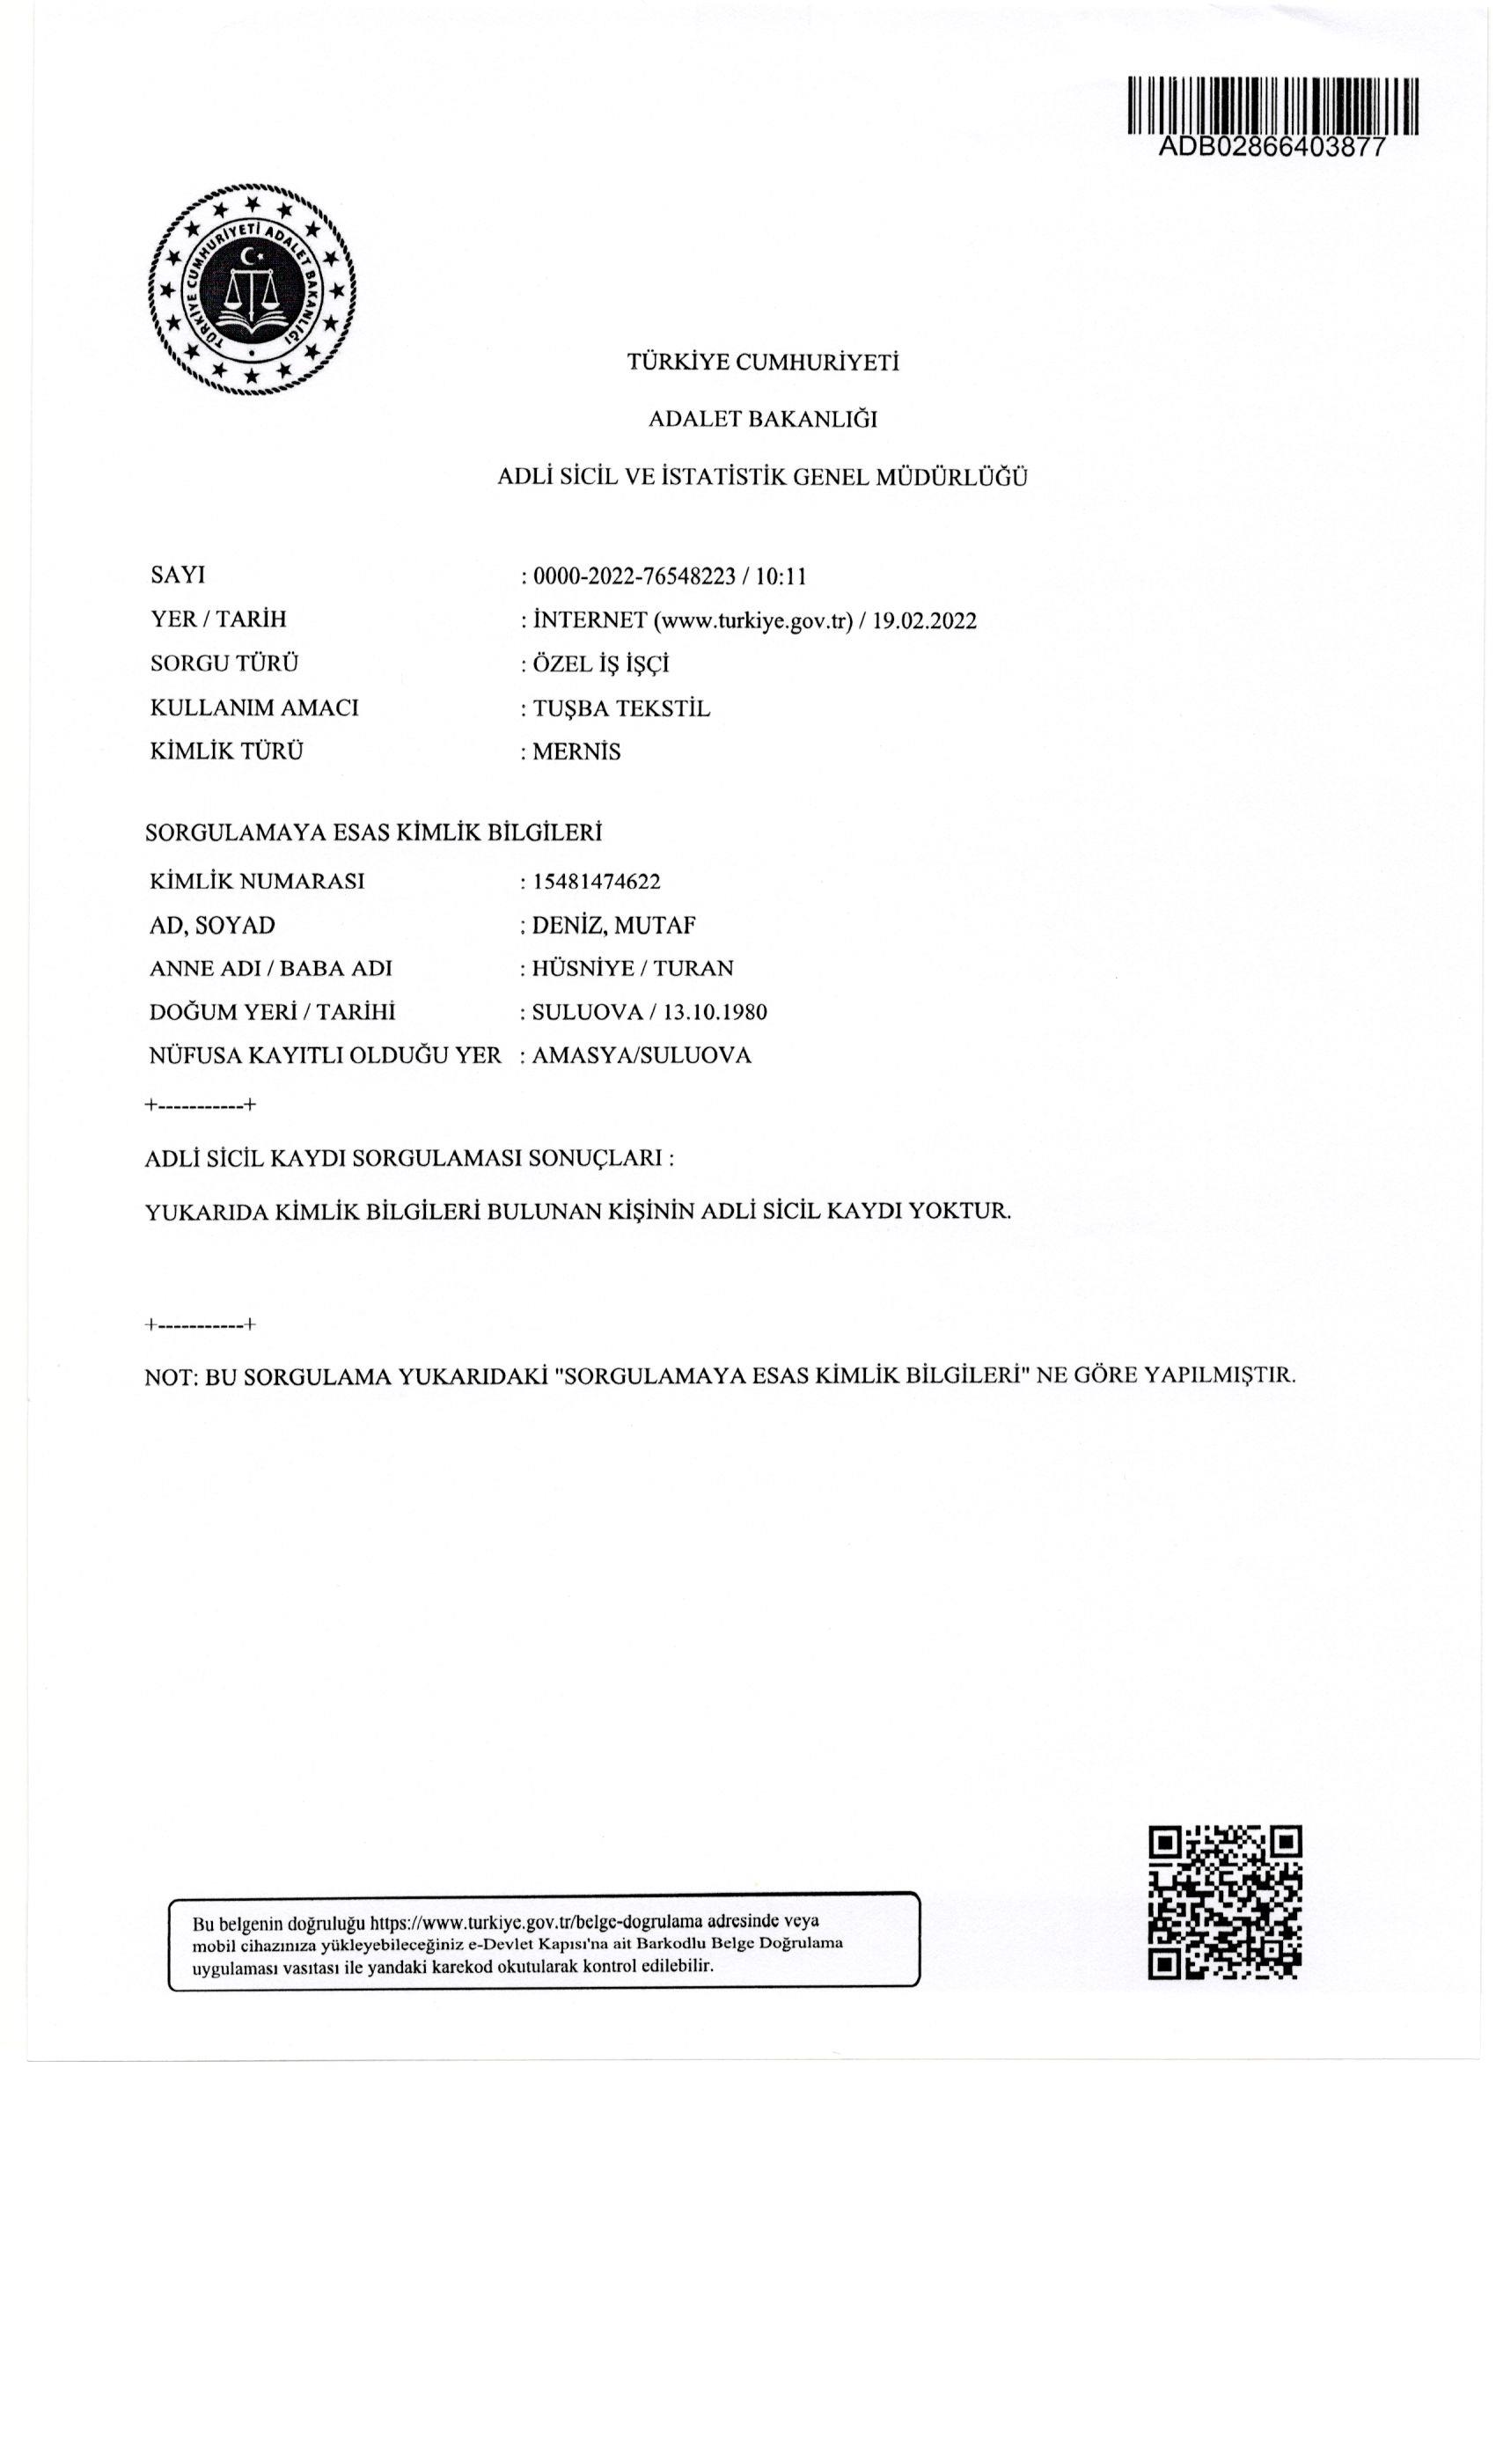 ADB02866403877
TÜRKİYE CUMHURİYETİ ADALET BAKANLIĞI
TÜRKİYE CUMHURİYETİ
ADALET BAKANLIĞI
ADLİ SİCİL VE İSTATİSTİK GENEL MÜDÜRLÜĞÜ
SAYI : 0000-2022-76548223 / 10:11
YER / TARİH : İNTERNET (www.turkiye.gov.tr) / 19.02.2022
SORGU TÜRÜ : ÖZEL İŞ İŞÇİ
KULLANIM AMACI : TUŞBA TEKSTİL
KİMLİK TÜRÜ : MERNİS
SORGULAMAYA ESAS KİMLİK BİLGİLERİ
KİMLİK NUMARASI : 15481474622
AD, SOYAD : DENİZ, MUTAF
ANNE ADI / BABA ADI : HÜSNİYE / TURAN
DOĞUM YERİ / TARİHİ : SULUOVA / 13.10.1980
NÜFUSA KAYITLI OLDUĞU YER : AMASYA/SULUOVA
+-----------+
ADLİ SİCİL KAYDI SORGULAMASI SONUÇLARI :
YUKARIDA KİMLİK BİLGİLERİ BULUNAN KİŞİNİN ADLİ SİCİL KAYDI YOKTUR.
+-----------+
NOT: BU SORGULAMA YUKARIDAKİ "SORGULAMAYA ESAS KİMLİK BİLGİLERİ" NE GÖRE YAPILMIŞTIR.
Bu belgenin doğruluğu https://www.turkiye.gov.tr/belge-dogrulama adresinde veya
mobil cihazınıza yükleyebileceğiniz e-Devlet Kapısı'na ait Barkodlu Belge Doğrulama
uygulaması vasıtası ile yandaki karekod okutularak kontrol edilebilir.